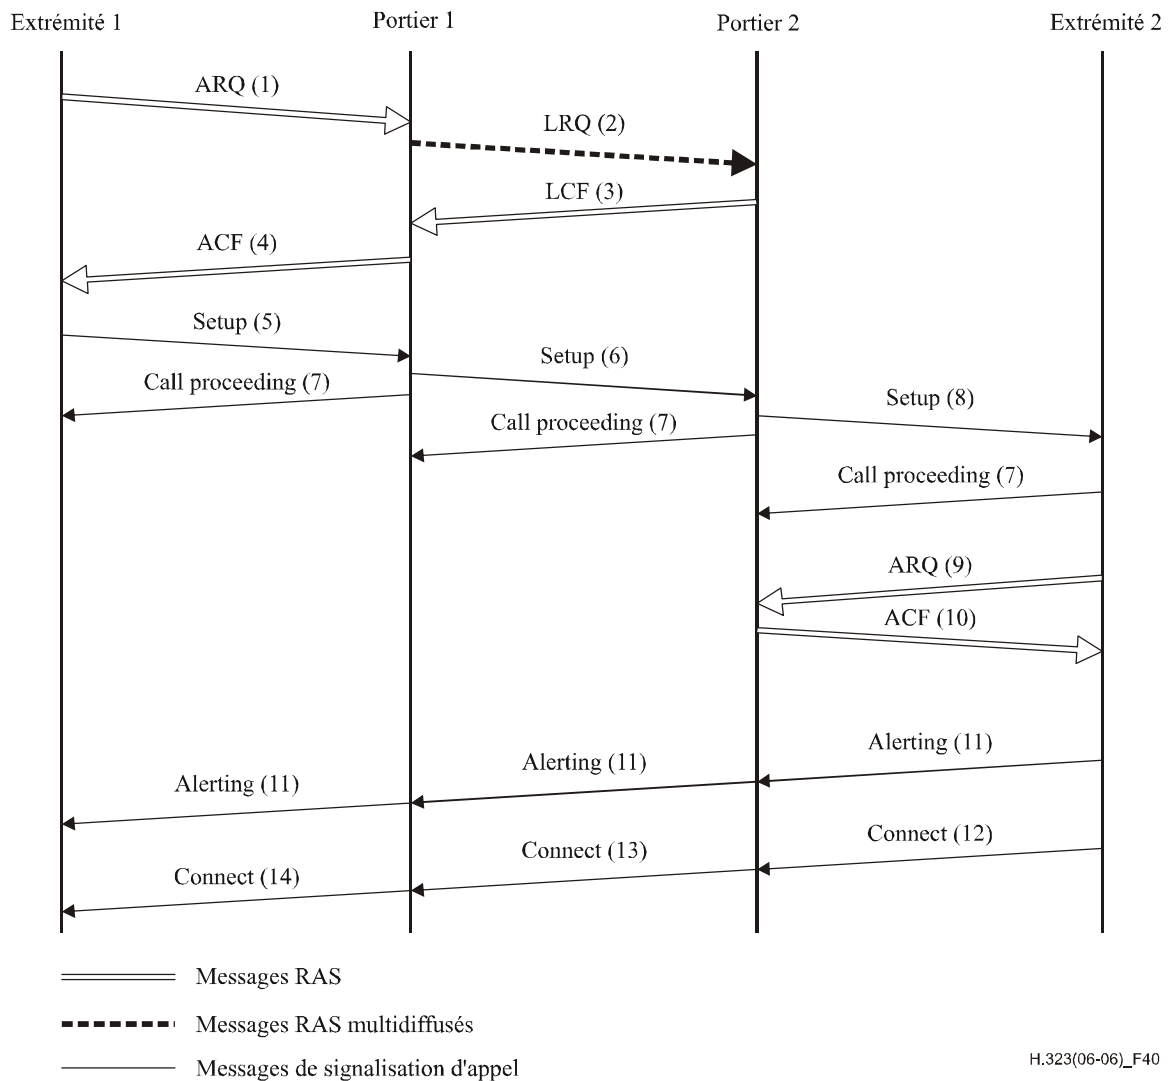 Extrémité 1
Portier 1
Portier 2
Extrémité 2
ARQ (1)
LRQ (2)
LCF (3)
ACF (4)
Setup (5)
Setup (6)
Call proceeding (7)
Setup (8)
Call proceeding (7)
Call proceeding (7)
ARQ (9)
ACF (10)
Alerting (11)
Alerting (11)
Alerting (11)
Connect (12)
Connect (13)
Connect (14)
Messages RAS
Messages RAS multidiffusés
Messages de signalisation d'appel
H.323(06-06)_F40